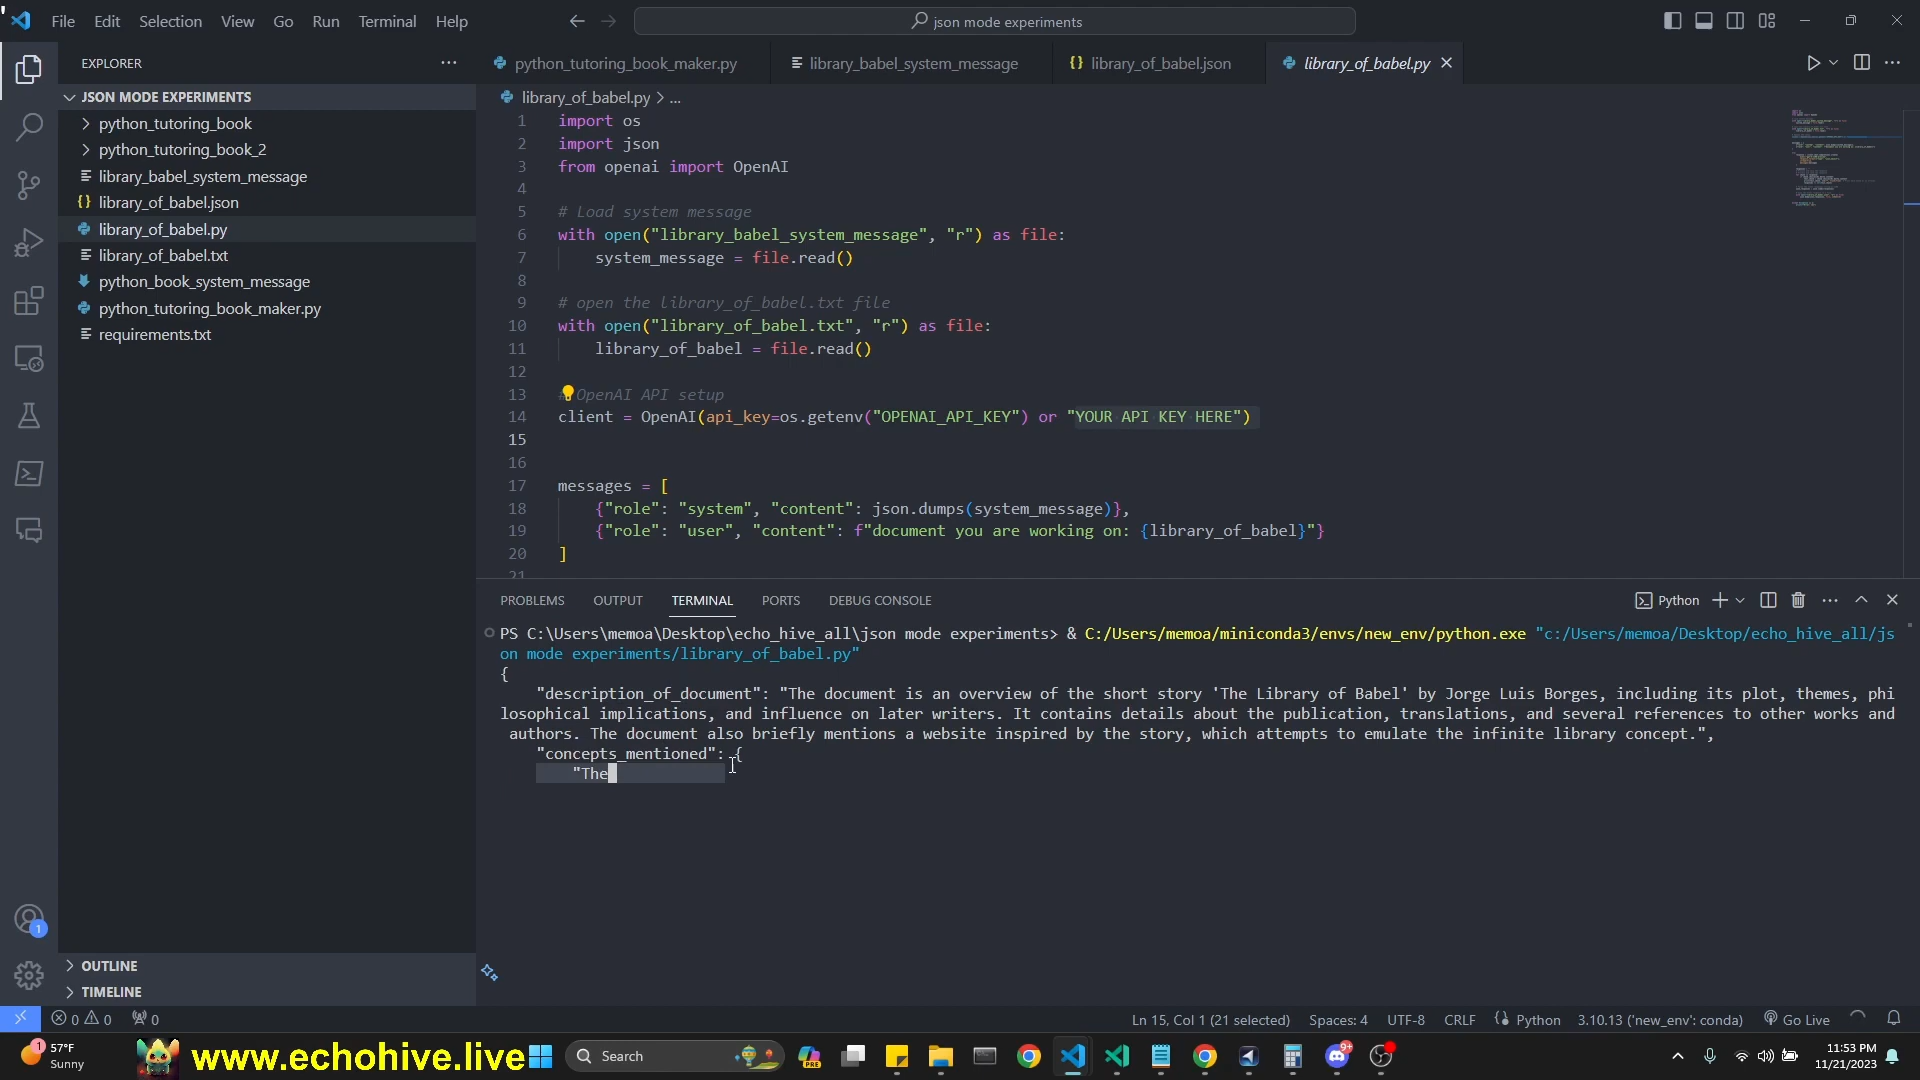 File Edit Selection View Go Run Terminal Help
json mode experiments
EXPLORER
JSON MODE EXPERIMENTS
python_tutoring_book
python_tutoring_book_2
library_babel_system_message
library_of_babel.json
library_of_babel.py
library_of_babel.txt
python_book_system_message
python_tutoring_book_maker.py
requirements.txt
OUTLINE
TIMELINE
python_tutoring_book_maker.py library_babel_system_message library_of_babel.json library_of_babel.py
library_of_babel.py > ...
1 import os
2 import json
3 from openai import OpenAI
4
5 # Load system message
6 with open("library_babel_system_message", "r") as file:
7 system_message = file.read()
8
9 # open the library_of_babel.txt file
10 with open("library_of_babel.txt", "r") as file:
11 library_of_babel = file.read()
12
13 # OpenAI API setup
14 client = OpenAI(api_key=os.getenv("OPENAI_API_KEY") or "YOUR API KEY HERE")
15
16
17 messages = [
18 {"role": "system", "content": json.dumps(system_message)},
19 {"role": "user", "content": f"document you are working on: {library_of_babel}"}
20 ]
21
PROBLEMS OUTPUT TERMINAL PORTS DEBUG CONSOLE
Python
PS C:\Users\memoa\Desktop\echo_hive_all\json mode experiments> & C:/Users/memoa/miniconda3/envs/new_env/python.exe "c:/Users/memoa/Desktop/echo_hive_all/js
on mode experiments/library_of_babel.py"
{
"description_of_document": "The document is an overview of the short story 'The Library of Babel' by Jorge Luis Borges, including its plot, themes, phi
losophical implications, and influence on later writers. It contains details about the publication, translations, and several references to other works and
authors. The document also briefly mentions a website inspired by the story, which attempts to emulate the infinite library concept.",
"concepts_mentioned": {
"The
1
0 0 0
Ln 15, Col 1 (21 selected) Spaces: 4 UTF-8 CRLF Python 3.10.13 ('new_env': conda) Go Live
1
57°F
Sunny
www.echohive.live
Search
PRE
9+
11:53 PM
11/21/2023